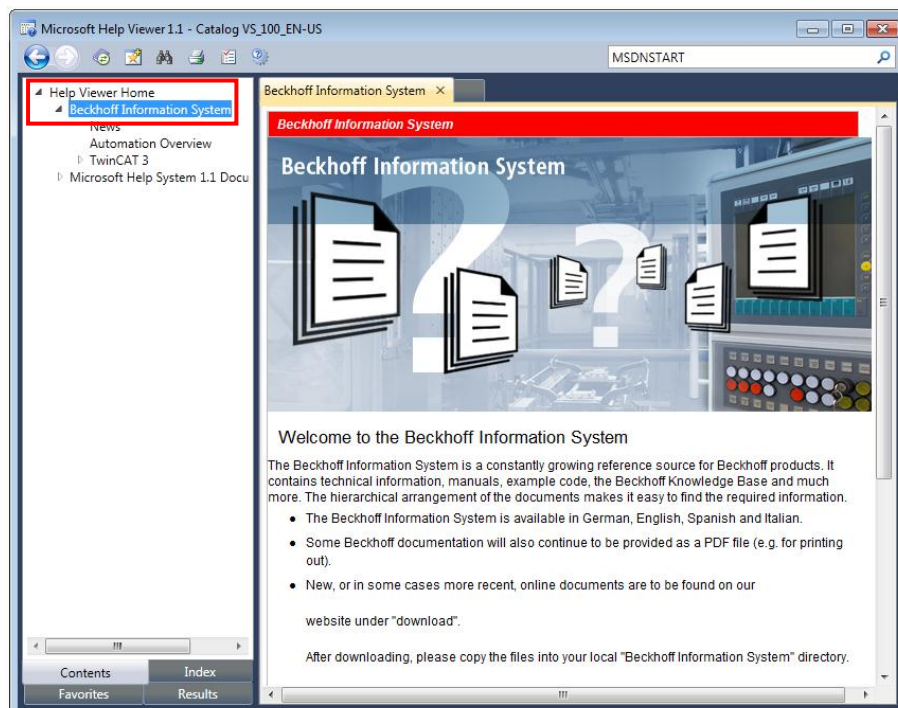 Microsoft Help Viewer 1.1 - Catalog VS_100_EN-US
MSDNSTART
Help Viewer Home
Beckhoff Information System
News
Automation Overview
TwinCAT 3
Microsoft Help System 1.1 Docu
Contents
Index
Favorites
Results
Beckhoff Information System
Beckhoff Information System
Beckhoff Information System
? ?
Welcome to the Beckhoff Information System
The Beckhoff Information System is a constantly growing reference source for Beckhoff products. It
contains technical information, manuals, example code, the Beckhoff Knowledge Base and much
more. The hierarchical arrangement of the documents makes it easy to find the required information.
• The Beckhoff Information System is available in German, English, Spanish and Italian.
• Some Beckhoff documentation will also continue to be provided as a PDF file (e.g. for printing
out).
• New, or in some cases more recent, online documents are to be found on our
website under "download".
After downloading, please copy the files into your local "Beckhoff Information System" directory.